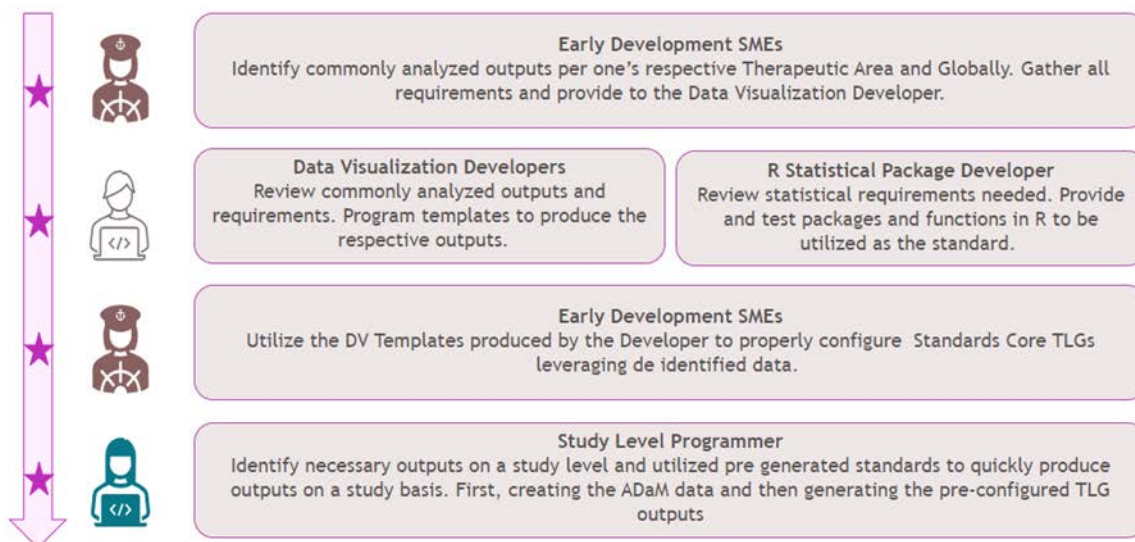 Early Development SMEs
Identify commonly analyzed outputs per one's respective Therapeutic Area and Globally. Gather all
requirements and provide to the Data Visualization Developer.
Data Visualization Developers
Review commonly analyzed outputs and
requirements. Program templates to produce the
respective outputs.
R Statistical Package Developer
Review statistical requirements needed. Provide
and test packages and functions in R to be
utilized as the standard.
</>
Early Development SMEs
Utilize the DV Templates produced by the Developer to properly configure Standards Core TLGs
leveraging de identified data.
Study Level Programmer
Identify necessary outputs on a study level and utilized pre generated standards to quickly produce
outputs on a study basis. First, creating the ADaM data and then generating the pre-configured TLG
outputs
</>